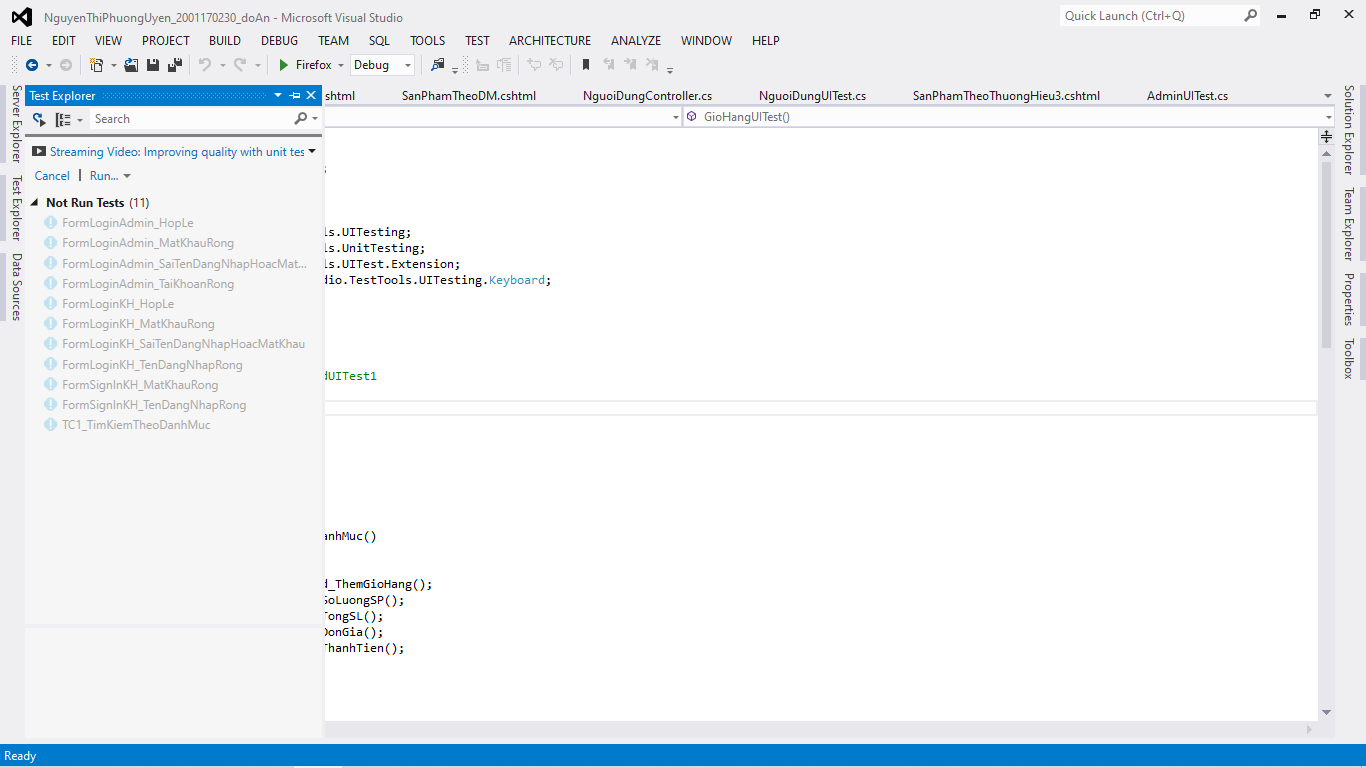 NguyenThiPhuongUyen_2001170230_doAn - Microsoft Visual Studio
Quick Launch (Ctrl+Q)
FILE EDIT VIEW PROJECT BUILD DEBUG TEAM SQL TOOLS TEST ARCHITECTURE ANALYZE WINDOW HELP
Firefox Debug
Server Explorer
Test Explorer
Data Sources
Test Explorer
Search
Streaming Video: Improving quality with unit tes
Cancel | Run...
Not Run Tests (11)
FormLoginAdmin_HopLe
FormLoginAdmin_MatKhauRong
FormLoginAdmin_SaiTenDangNhapHoacMat...
FormLoginAdmin_TaiKhoanRong
FormLoginKH_HopLe
FormLoginKH_MatKhauRong
FormLoginKH_SaiTenDangNhapHoacMatKhau
FormLoginKH_TenDangNhapRong
FormSignInKH_MatKhauRong
FormSignInKH_TenDangNhapRong
TC1_TimKiemTheoDanhMuc
shtml SanPhamTheoDM.cshtml NguoiDungController.cs NguoiDungUITest.cs SanPhamTheoThuongHieu3.cshtml AdminUITest.cs
GioHangUITest()
;
ls.UITesting;
ls.UnitTesting;
ls.UITest.Extension;
dio.TestTools.UITesting.Keyboard;
dUITest1
anhMuc()
d_ThemGioHang();
SoLuongSP();
TongSL();
DonGia();
ThanhTien();
Solution Explorer
Team Explorer
Properties
Toolbox
Ready